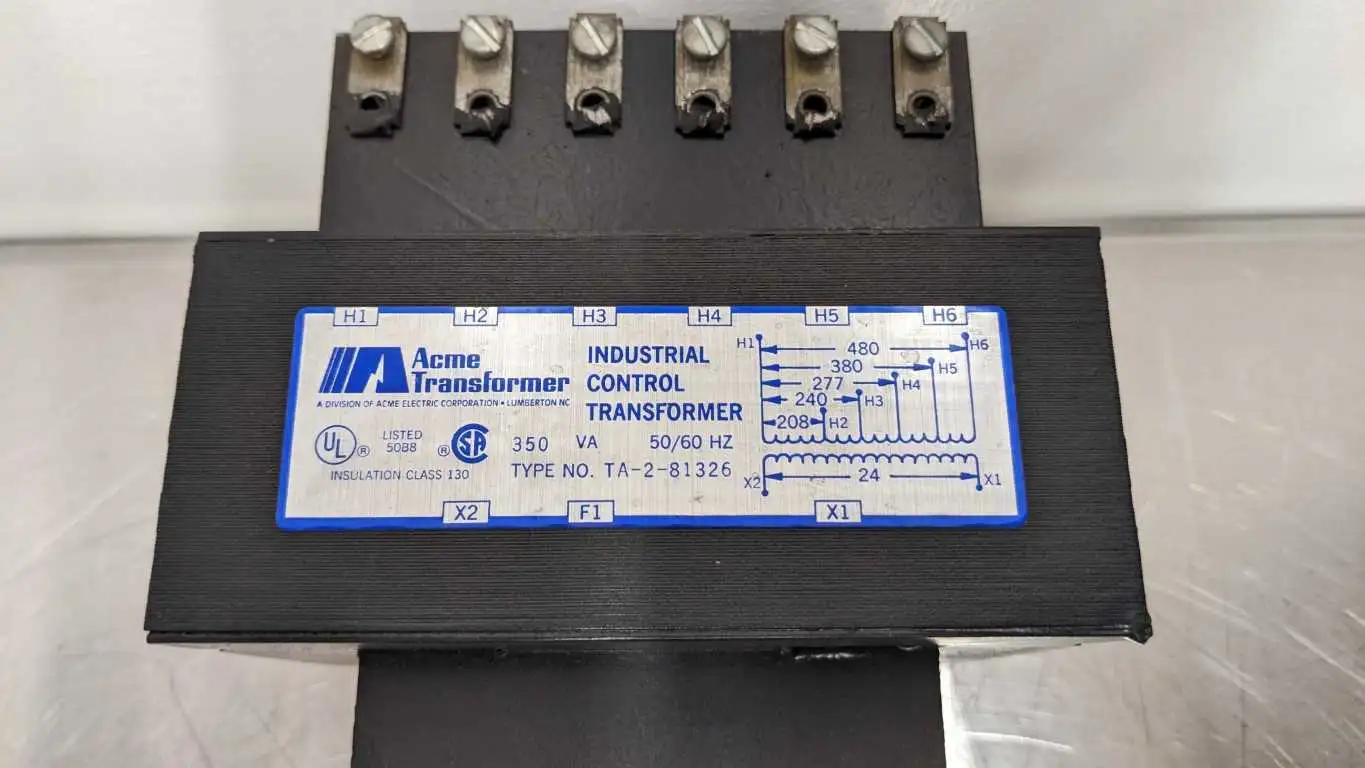 H1 H2 H3 H4 H5 H6
Acme
Transformer
A DIVISION OF ACME ELECTRIC CORPORATION • LUMBERTON NC
UL ® LISTED
50B8
® SA
INSULATION CLASS 130
INDUSTRIAL
CONTROL
TRANSFORMER
350 VA 50/60 HZ
TYPE NO. TA-2-81326
H1 480 H6
380 H5
277 H4
240 H3
208 H2
X2 24 X1
X2 F1 X1